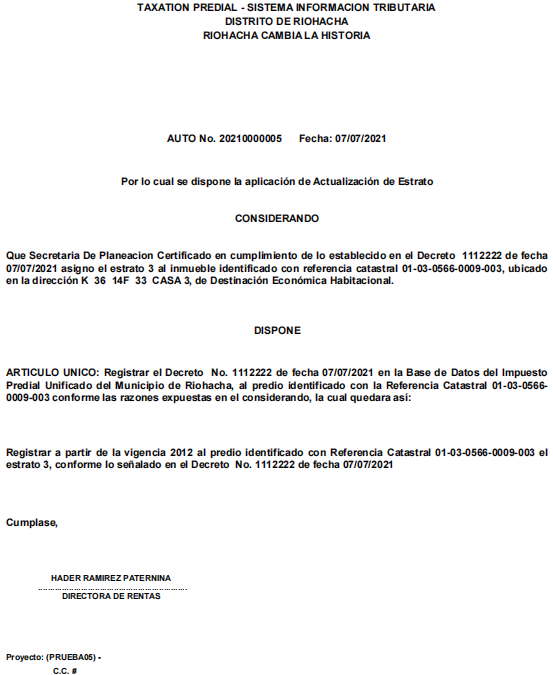 TAXATION PREDIAL - SISTEMA INFORMACION TRIBUTARIA
DISTRITO DE RIOHACHA
RIOHACHA CAMBIA LA HISTORIA
AUTO No. 20210000005 Fecha: 07/07/2021
Por lo cual se dispone la aplicación de Actualización de Estrato
CONSIDERANDO
Que Secretaria De Planeacion Certificado en cumplimiento de lo establecido en el Decreto 1112222 de fecha
07/07/2021 asigno el estrato 3 al inmueble identificado con referencia catastral 01-03-0566-0009-003, ubicado
en la dirección K 36 14F 33 CASA 3, de Destinación Económica Habitacional.
DISPONE
ARTICULO UNICO: Registrar el Decreto No. 1112222 de fecha 07/07/2021 en la Base de Datos del Impuesto
Predial Unificado del Municipio de Riohacha, al predio identificado con la Referencia Catastral 01-03-0566-
0009-003 conforme las razones expuestas en el considerando, la cual quedara así:
Registrar a partir de la vigencia 2012 al predio identificado con Referencia Catastral 01-03-0566-0009-003 el
estrato 3, conforme lo señalado en el Decreto No. 1112222 de fecha 07/07/2021
Cumplase,
HADER RAMIREZ PATERNINA
DIRECTORA DE RENTAS
Proyecto: (PRUEBA05) -
C.C. #